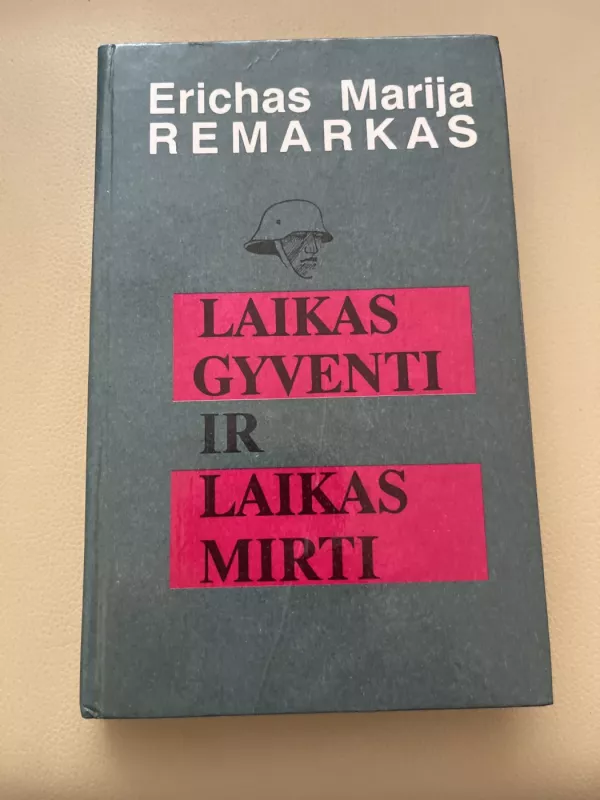 Erichas Marija
REMARKAS
LAIKAS
GYVENTI
IR
LAIKAS
MIRTI